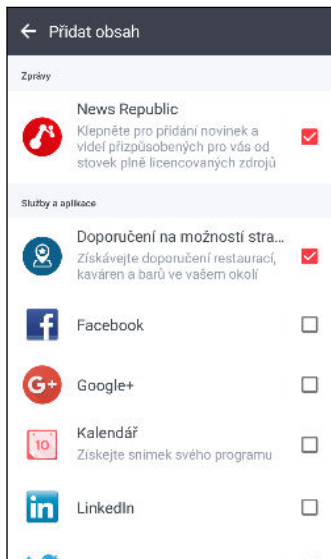 Přidat obsah
Zprávy
News Republic
Klepněte pro přidání novinek a
videí přizpůsobených pro vás od
stovek plně licencovaných zdrojů
Služby a aplikace
Doporučení na možností stra...
Získávejte doporučení restaurací,
kaváren a barů ve vašem okolí
Facebook
G+ Google+
Kalendář
10
Získejte snímek svého programu
in LinkedIn